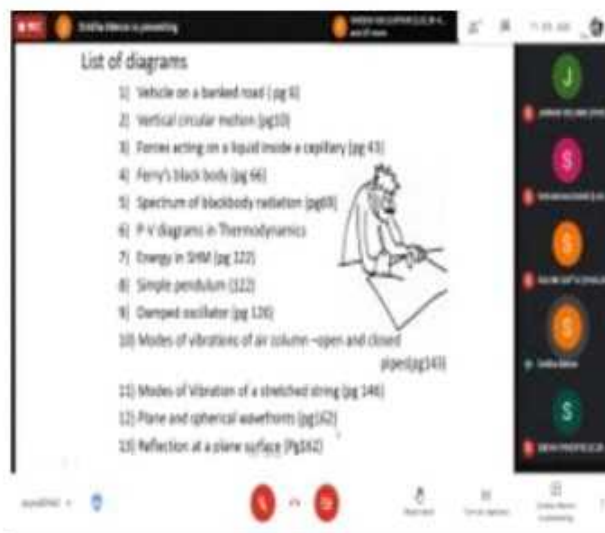 List of diagrams
1) Vehicle on a banked road ( pg 8)
2) Vertical circular motion (pg10)
3) Forces acting on a liquid inside a capillary (pg 43)
4) Ferry's black body (pg 66)
5) Spectrum of blackbody radiation (pg69)
6) P-V diagrams in Thermodynamics
7) Energy in SHM (pg 122)
8) Simple pendulum (122)
9) Damped oscillator (pg 126)
10) Modes of vibrations of air column –open and closed
pipes(pg143)
11) Modes of Vibration of a stretched string (pg 146)
12) Plane and spherical wavefronts (pg162)
13) Reflection at a plane surface (Pg162)
J
S
S
S
S